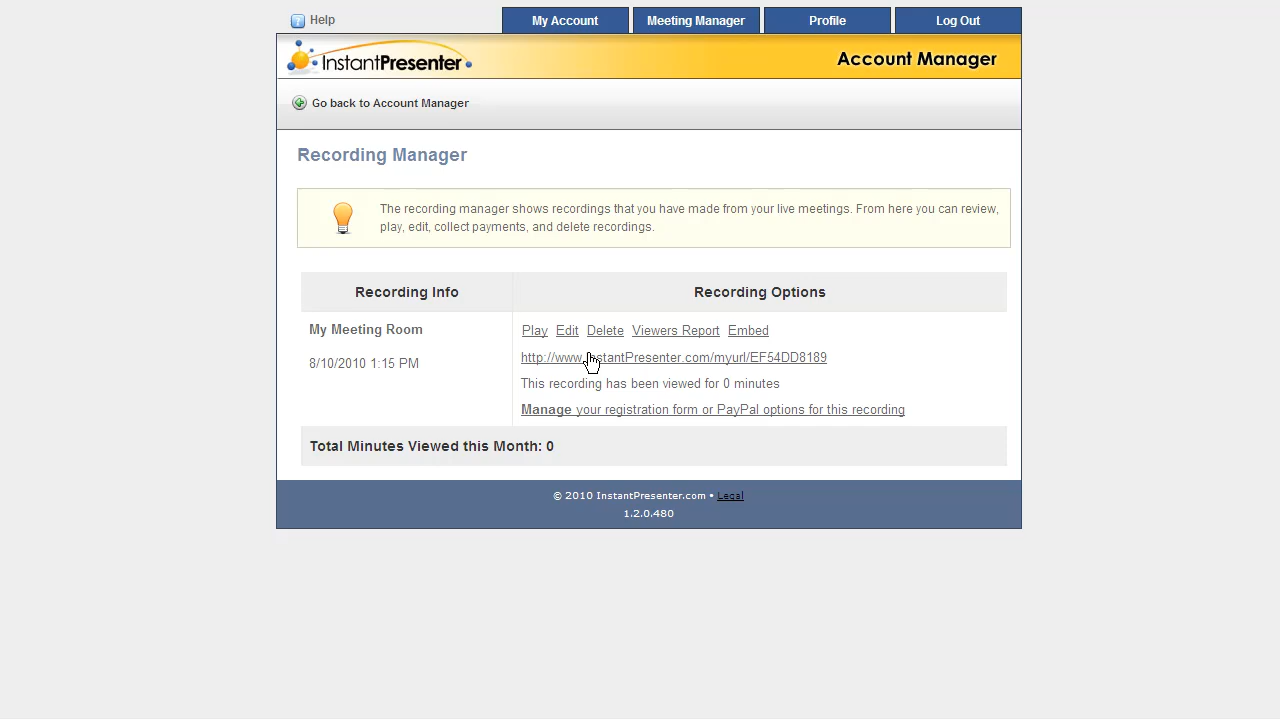 Help
My Account
Meeting Manager
Profile
Log Out
InstantPresenter
Account Manager
Go back to Account Manager
Recording Manager
The recording manager shows recordings that you have made from your live meetings. From here you can review,
play, edit, collect payments, and delete recordings.
Recording Info
Recording Options
My Meeting Room
Play Edit Delete Viewers Report Embed
http://www.InstantPresenter.com/myurl/EF54DD8189
8/10/2010 1:15 PM
This recording has been viewed for 0 minutes
Manage your registration form or PayPal options for this recording
Total Minutes Viewed this Month: 0
© 2010 InstantPresenter.com • Legal
1.2.0.480